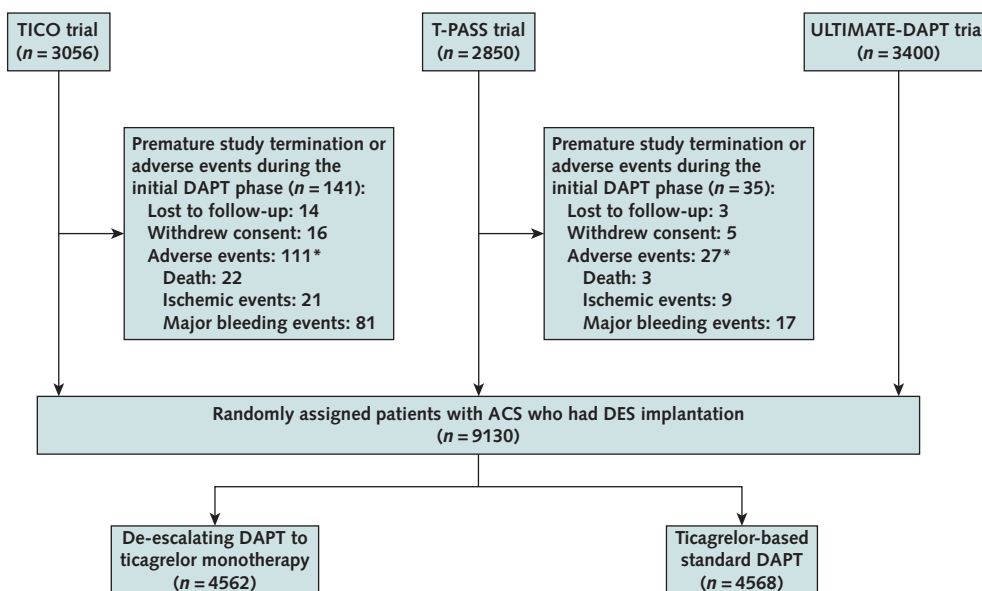 TICO trial
(n = 3056)
T-PASS trial
(n = 2850)
ULTIMATE-DAPT trial
(n = 3400)
Premature study termination or
adverse events during the
initial DAPT phase (n = 141):
Lost to follow-up: 14
Withdrew consent: 16
Adverse events: 111*
Death: 22
Ischemic events: 21
Major bleeding events: 81
Premature study termination or
adverse events during the
initial DAPT phase (n = 35):
Lost to follow-up: 3
Withdrew consent: 5
Adverse events: 27*
Death: 3
Ischemic events: 9
Major bleeding events: 17
Randomly assigned patients with ACS who had DES implantation
(n = 9130)
De-escalating DAPT to
ticagrelor monotherapy
(n = 4562)
Ticagrelor-based
standard DAPT
(n = 4568)